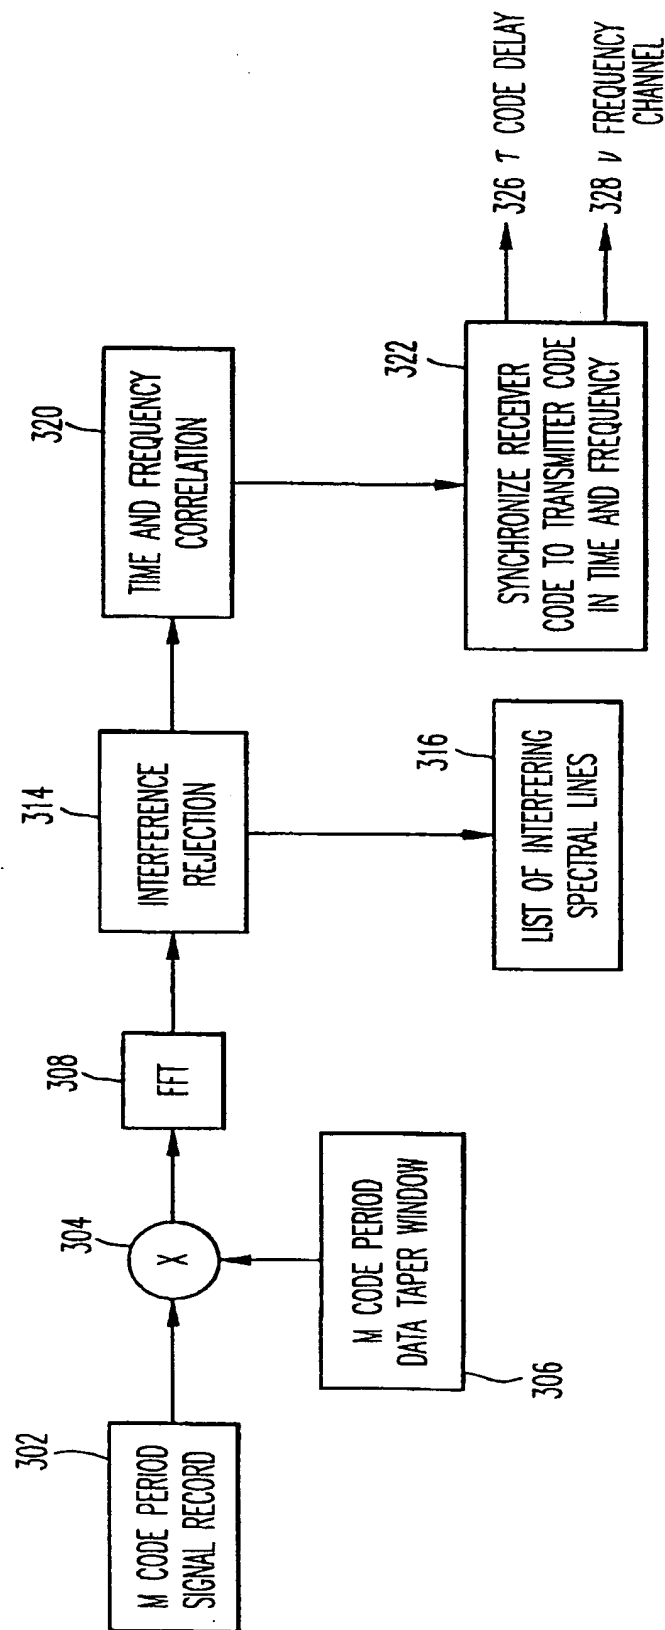 302
M CODE PERIOD
SIGNAL RECORD
304
X
M CODE PERIOD
DATA TAPER WINDOW
306
308
FFT
314
INTERFERENCE
REJECTION
316
LIST OF INTERFERING
SPECTRAL LINES
320
TIME AND FREQUENCY
CORRELATION
322
SYNCHRONIZE RECEIVER
CODE TO TRANSMITTER CODE
IN TIME AND FREQUENCY
326 τ CODE DELAY
328 ν FREQUENCY
CHANNEL